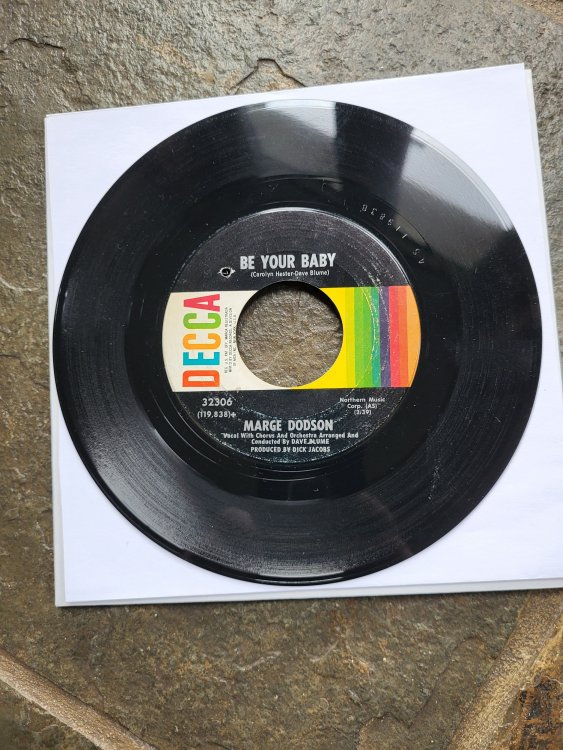 BE YOUR BABY
(Carolyn Hester-Dave Blume)
DECCA
32306
(119,838)+
Northern Music
Corp. (AS)
(2:39)
MARGE DODSON
Vocal With Chorus And Orchestra Arranged And
Conducted By DAVE BLUME
PRODUCED BY DICK JACOBS